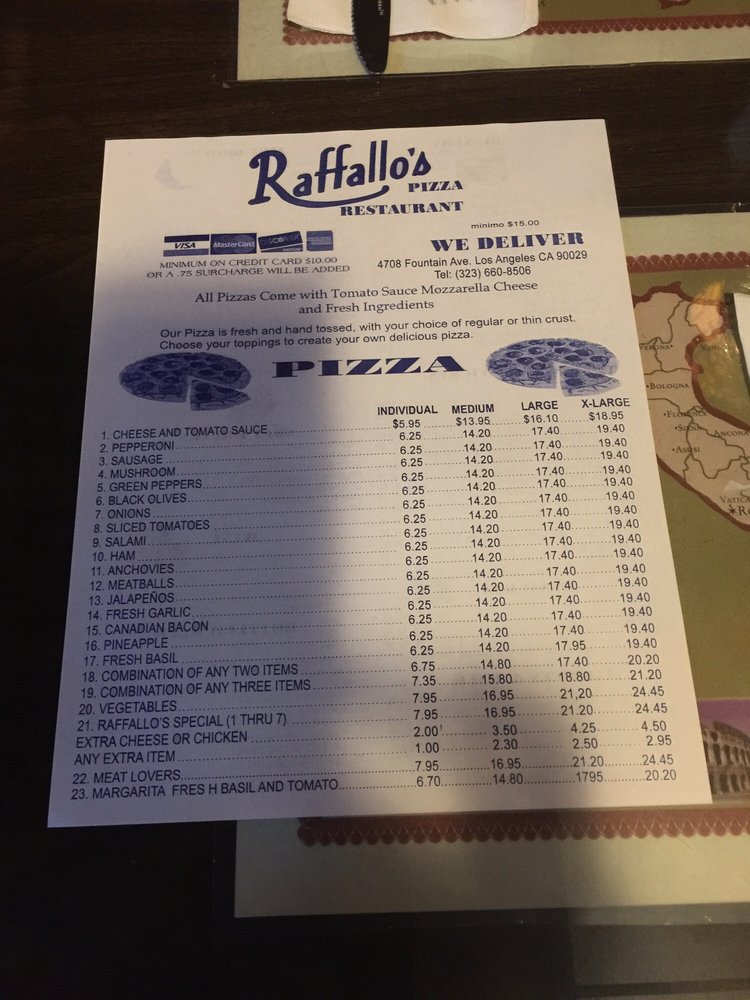 Raffallo's
PIZZA
RESTAURANT
minimo $15.00
VISA MasterCard DISCOVER
WE DELIVER
MINIMUM ON CREDIT CARD $10.00
OR A .75 SURCHARGE WILL BE ADDED
4708 Fountain Ave. Los Angeles CA 90029
Tel: (323) 660-8506
All Pizzas Come with Tomato Sauce Mozzarella Cheese
and Fresh Ingredients
Our Pizza is fresh and hand tossed, with your choice of regular or thin crust.
Choose your toppings to create your own delicious pizza.
PIZZA
INDIVIDUAL MEDIUM LARGE X-LARGE
1. CHEESE AND TOMATO SAUCE $5.95 $13.95 $16.10 $18.95
2. PEPPERONI 6.25 14.20 17.40 19.40
3. SAUSAGE 6.25 14.20 17.40 19.40
4. MUSHROOM 6.25 14.20 17.40 19.40
5. GREEN PEPPERS 6.25 14.20 17.40 19.40
6. BLACK OLIVES 6.25 14.20 17.40 19.40
7. ONIONS 6.25 14.20 17.40 19.40
8. SLICED TOMATOES 6.25 14.20 17.40 19.40
9. SALAMI 6.25 14.20 17.40 19.40
10. HAM 6.25 14.20 17.40 19.40
11. ANCHOVIES 6.25 14.20 17.40 19.40
12. MEATBALLS 6.25 14.20 17.40 19.40
13. JALAPEÑOS 6.25 14.20 17.40 19.40
14. FRESH GARLIC 6.25 14.20 17.40 19.40
15. CANADIAN BACON 6.25 14.20 17.40 19.40
16. PINEAPPLE 6.25 14.20 17.40 19.40
17. FRESH BASIL 6.25 14.20 17.95 19.40
18. COMBINATION OF ANY TWO ITEMS 6.75 14.80 17.40 20.20
19. COMBINATION OF ANY THREE ITEMS 7.35 15.80 18.80 21.20
20. VEGETABLES 7.95 16.95 21,20 24.45
21. RAFFALLO'S SPECIAL (1 THRU 7) 7.95 16.95 21.20 24.45
EXTRA CHEESE OR CHICKEN 2.00 3.50 4.25 4.50
ANY EXTRA ITEM 1.00 2.30 2.50 2.95
22. MEAT LOVERS 7.95 16.95 21.20 24.45
23. MARGARITA FRES H BASIL AND TOMATO 6.70 14.80 1795 20.20
VERONA
BOLOGNA
ASSISI